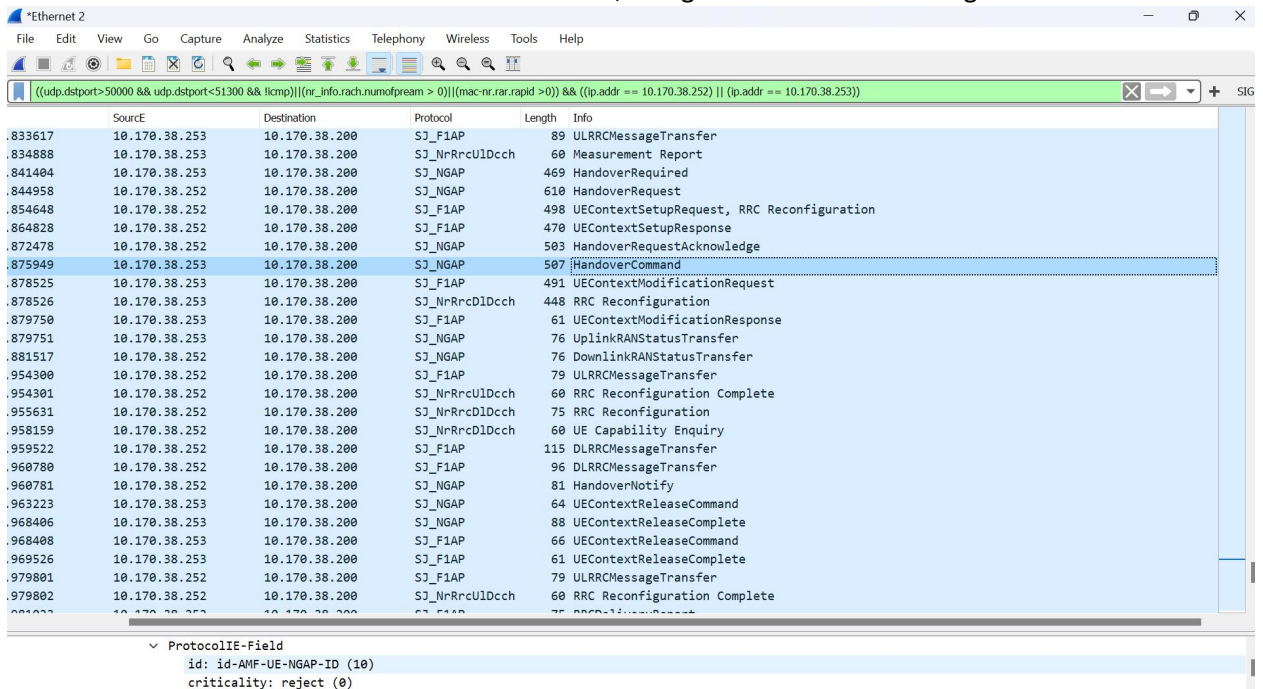 *Ethernet 2
File Edit View Go Capture Analyze Statistics Telephony Wireless Tools Help
((udp.dstport>50000 && udp.dstport<51300 && !icmp)||(nr_info.rach.numofpream > 0)||(mac-nr.rar.rapid >0)) && ((ip.addr == 10.170.38.252) || (ip.addr == 10.170.38.253)) + SIG
SourcE Destination Protocol Length Info
.833617 10.170.38.253 10.170.38.200 SJ_F1AP 89 ULRRCMessageTransfer
.834888 10.170.38.253 10.170.38.200 SJ_NrRrcUlDcch 60 Measurement Report
.841404 10.170.38.253 10.170.38.200 SJ_NGAP 469 HandoverRequired
.844958 10.170.38.252 10.170.38.200 SJ_NGAP 610 HandoverRequest
.854648 10.170.38.252 10.170.38.200 SJ_F1AP 498 UEContextSetupRequest, RRC Reconfiguration
.864828 10.170.38.252 10.170.38.200 SJ_F1AP 470 UEContextSetupResponse
.872478 10.170.38.252 10.170.38.200 SJ_NGAP 503 HandoverRequestAcknowledge
.875949 10.170.38.253 10.170.38.200 SJ_NGAP 507 HandoverCommand
.878525 10.170.38.253 10.170.38.200 SJ_F1AP 491 UEContextModificationRequest
.878526 10.170.38.253 10.170.38.200 SJ_NrRrcDlDcch 448 RRC Reconfiguration
.879750 10.170.38.253 10.170.38.200 SJ_F1AP 61 UEContextModificationResponse
.879751 10.170.38.253 10.170.38.200 SJ_NGAP 76 UplinkRANStatusTransfer
.881517 10.170.38.252 10.170.38.200 SJ_NGAP 76 DownlinkRANStatusTransfer
.954300 10.170.38.252 10.170.38.200 SJ_F1AP 79 ULRRCMessageTransfer
.954301 10.170.38.252 10.170.38.200 SJ_NrRrcUlDcch 60 RRC Reconfiguration Complete
.955631 10.170.38.252 10.170.38.200 SJ_NrRrcDlDcch 75 RRC Reconfiguration
.958159 10.170.38.252 10.170.38.200 SJ_NrRrcDlDcch 60 UE Capability Enquiry
.959522 10.170.38.252 10.170.38.200 SJ_F1AP 115 DLRRCMessageTransfer
.960780 10.170.38.252 10.170.38.200 SJ_F1AP 96 DLRRCMessageTransfer
.960781 10.170.38.252 10.170.38.200 SJ_NGAP 81 HandoverNotify
.963223 10.170.38.253 10.170.38.200 SJ_NGAP 64 UEContextReleaseCommand
.968406 10.170.38.253 10.170.38.200 SJ_NGAP 88 UEContextReleaseComplete
.968408 10.170.38.253 10.170.38.200 SJ_F1AP 66 UEContextReleaseCommand
.969526 10.170.38.253 10.170.38.200 SJ_F1AP 61 UEContextReleaseComplete
.979801 10.170.38.252 10.170.38.200 SJ_F1AP 79 ULRRCMessageTransfer
.979802 10.170.38.252 10.170.38.200 SJ_NrRrcUlDcch 60 RRC Reconfiguration Complete
ProtocolIE-Field
id: id-AMF-UE-NGAP-ID (10)
criticality: reject (0)